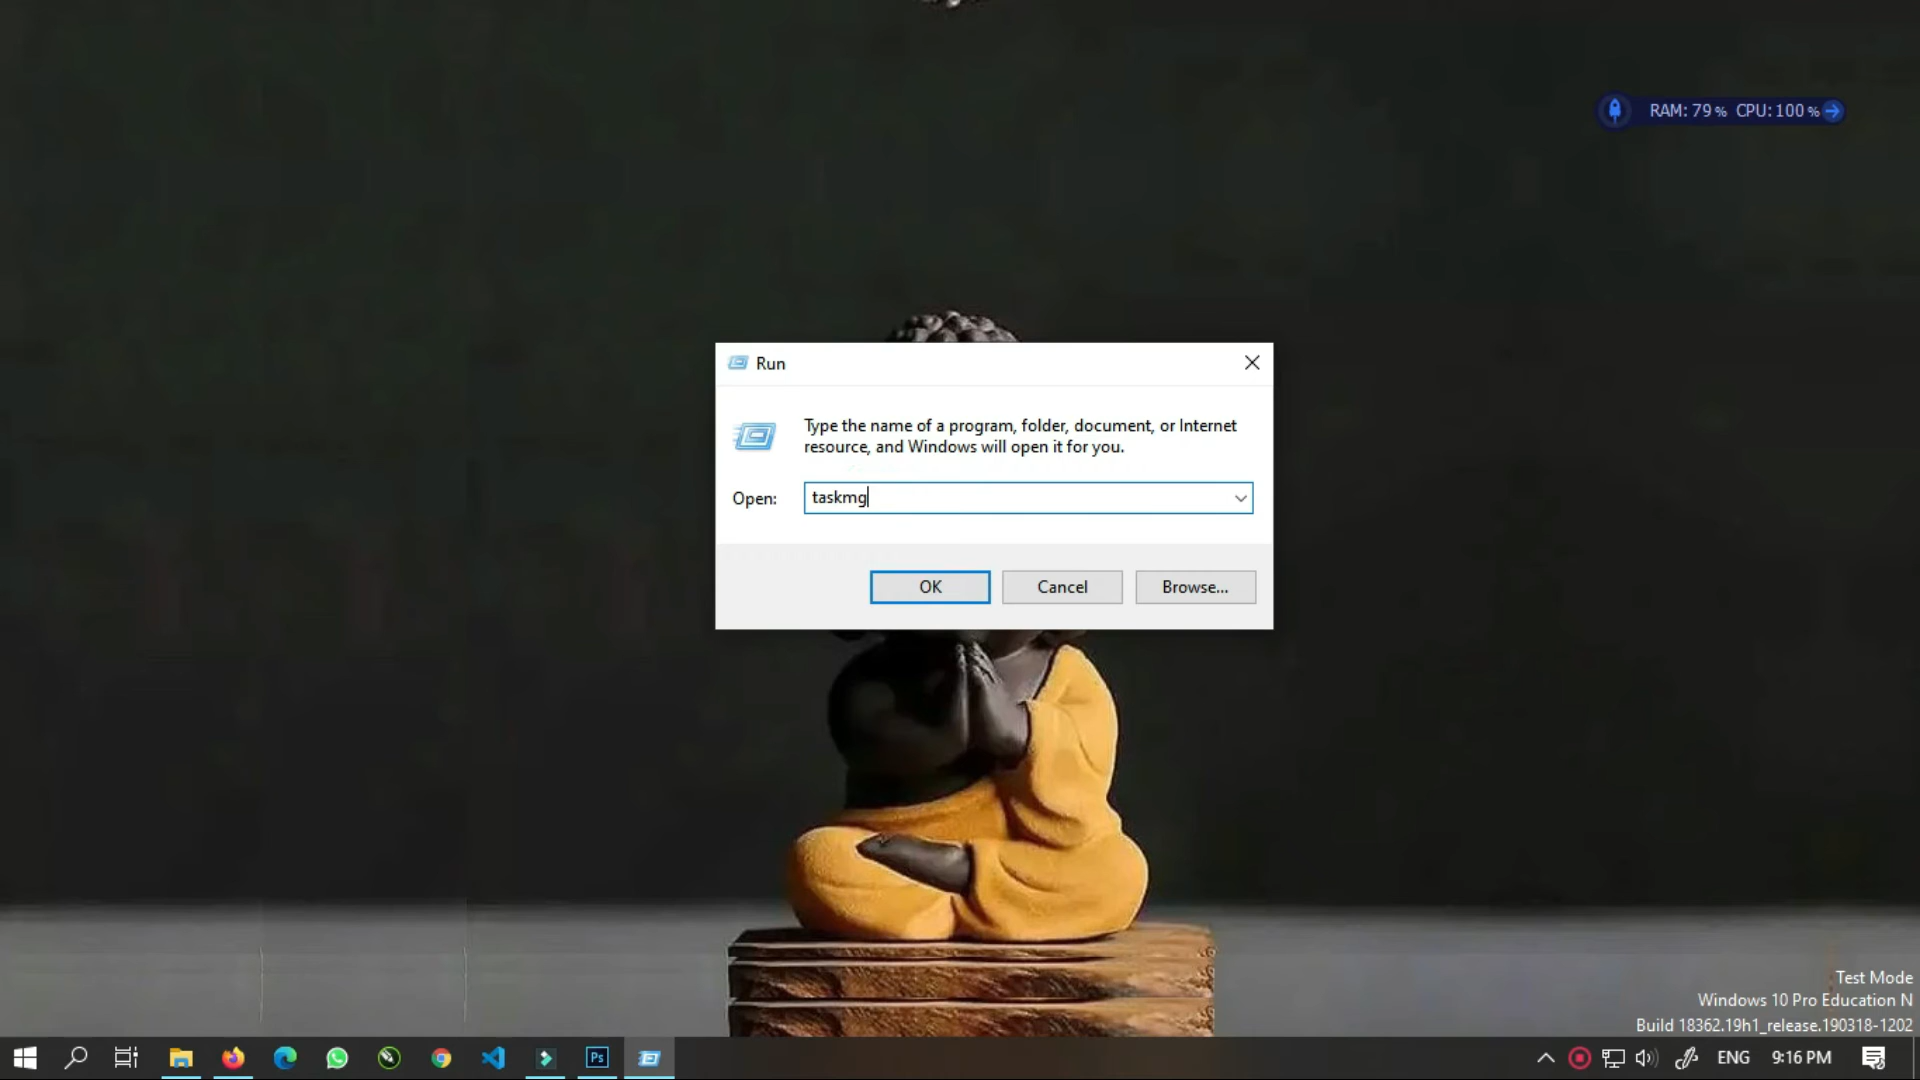 RAM: 79 % CPU: 100 %
Run
Type the name of a program, folder, document, or Internet
resource, and Windows will open it for you.
Open: taskmg
OK Cancel Browse...
Test Mode
Windows 10 Pro Education N
Build 18362.19h1_release.190318-1202
Ps
ENG 9:16 PM